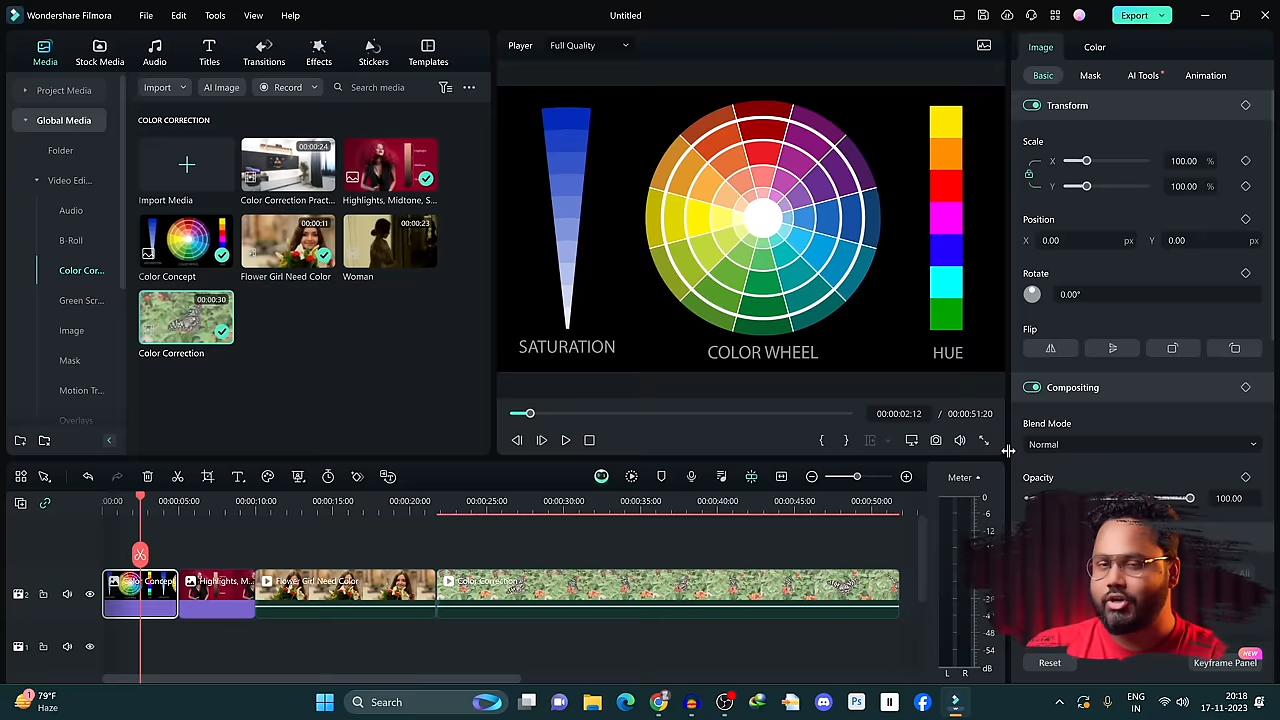 Wondershare Filmora File Edit Tools View Help Untitled Export
Media Stock Media Audio Titles Transitions Effects Stickers Templates
Player Full Quality
Image Color
Basic Mask AI Tools Animation
Project Media
Import AI Image Record Search media
Global Media
COLOR CORRECTION
Folder
Video Edi...
Audio
B-Roll
Color Cor...
Green Scr...
Image
Mask
Motion Tr...
Overlays
00:00:24
Import Media Color Correction Pract... Highlights, Midtone, S...
00:00:11 00:00:23
Color Concept Flower Girl Need Color Woman
00:00:30
Color Correction
SATURATION COLOR WHEEL HUE
00:00:02:12 / 00:00:51:20
Transform
Scale
X 100.00 %
Y 100.00 %
Position
X 0.00 px Y 0.00 px
Rotate
0.00°
Flip
Compositing
Blend Mode
Normal
Opacity
100.00
Reset Keyframe Panel NEW
:00:00 00:00:05:00 00:00:10:00 00:00:15:00 00:00:20:00 00:00:25:00 00:00:30:00 00:00:35:00 00:00:40:00 00:00:45:00 00:00:50:00
Color Concept Highlights, M... Flower Girl Need Color Color Correction
2
1
Meter
0
-6
-12
-48
-54
dB
L R
1
79°F
Haze
Search
Ps
ENG
IN
20:18
17-11-2023